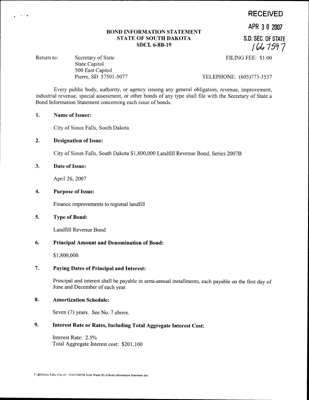 RECEIVED
APR 30 2007
S.D. SEC. OF STATE
1667597
BOND INFORMATION STATEMENT
STATE OF SOUTH DAKOTA
SDCL 6-8B-19
Return to: Secretary of State FILING FEE: $1.00
State Capitol
500 East Capitol
Pierre, SD 57501-5077 TELEPHONE: (605)773-3537
Every public body, authority, or agency issuing any general obligation, revenue, improvement,
industrial revenue, special assessment, or other bonds of any type shall file with the Secretary of State a
Bond Information Statement concerning each issue of bonds.
1. Name of Issuer:
City of Sioux Falls, South Dakota
2. Designation of Issue:
City of Sioux Falls, South Dakota $1,800,000 Landfill Revenue Bond, Series 2007B
3. Date of Issue:
April 26, 2007
4. Purpose of Issue:
Finance improvements to regional landfill
5. Type of Bond:
Landfill Revenue Bond
6. Principal Amount and Denomination of Bond:
$1,800,000
7. Paying Dates of Principal and Interest:
Principal and interest shall be payable in semi-annual installments, each payable on the first day of
June and December of each year.
8. Amortization Schedule:
Seven (7) years. See No. 7 above.
9. Interest Rate or Rates, Including Total Aggregate Interest Cost:
Interest Rate: 2.5%
Total Aggregate Interest cost: $201,100